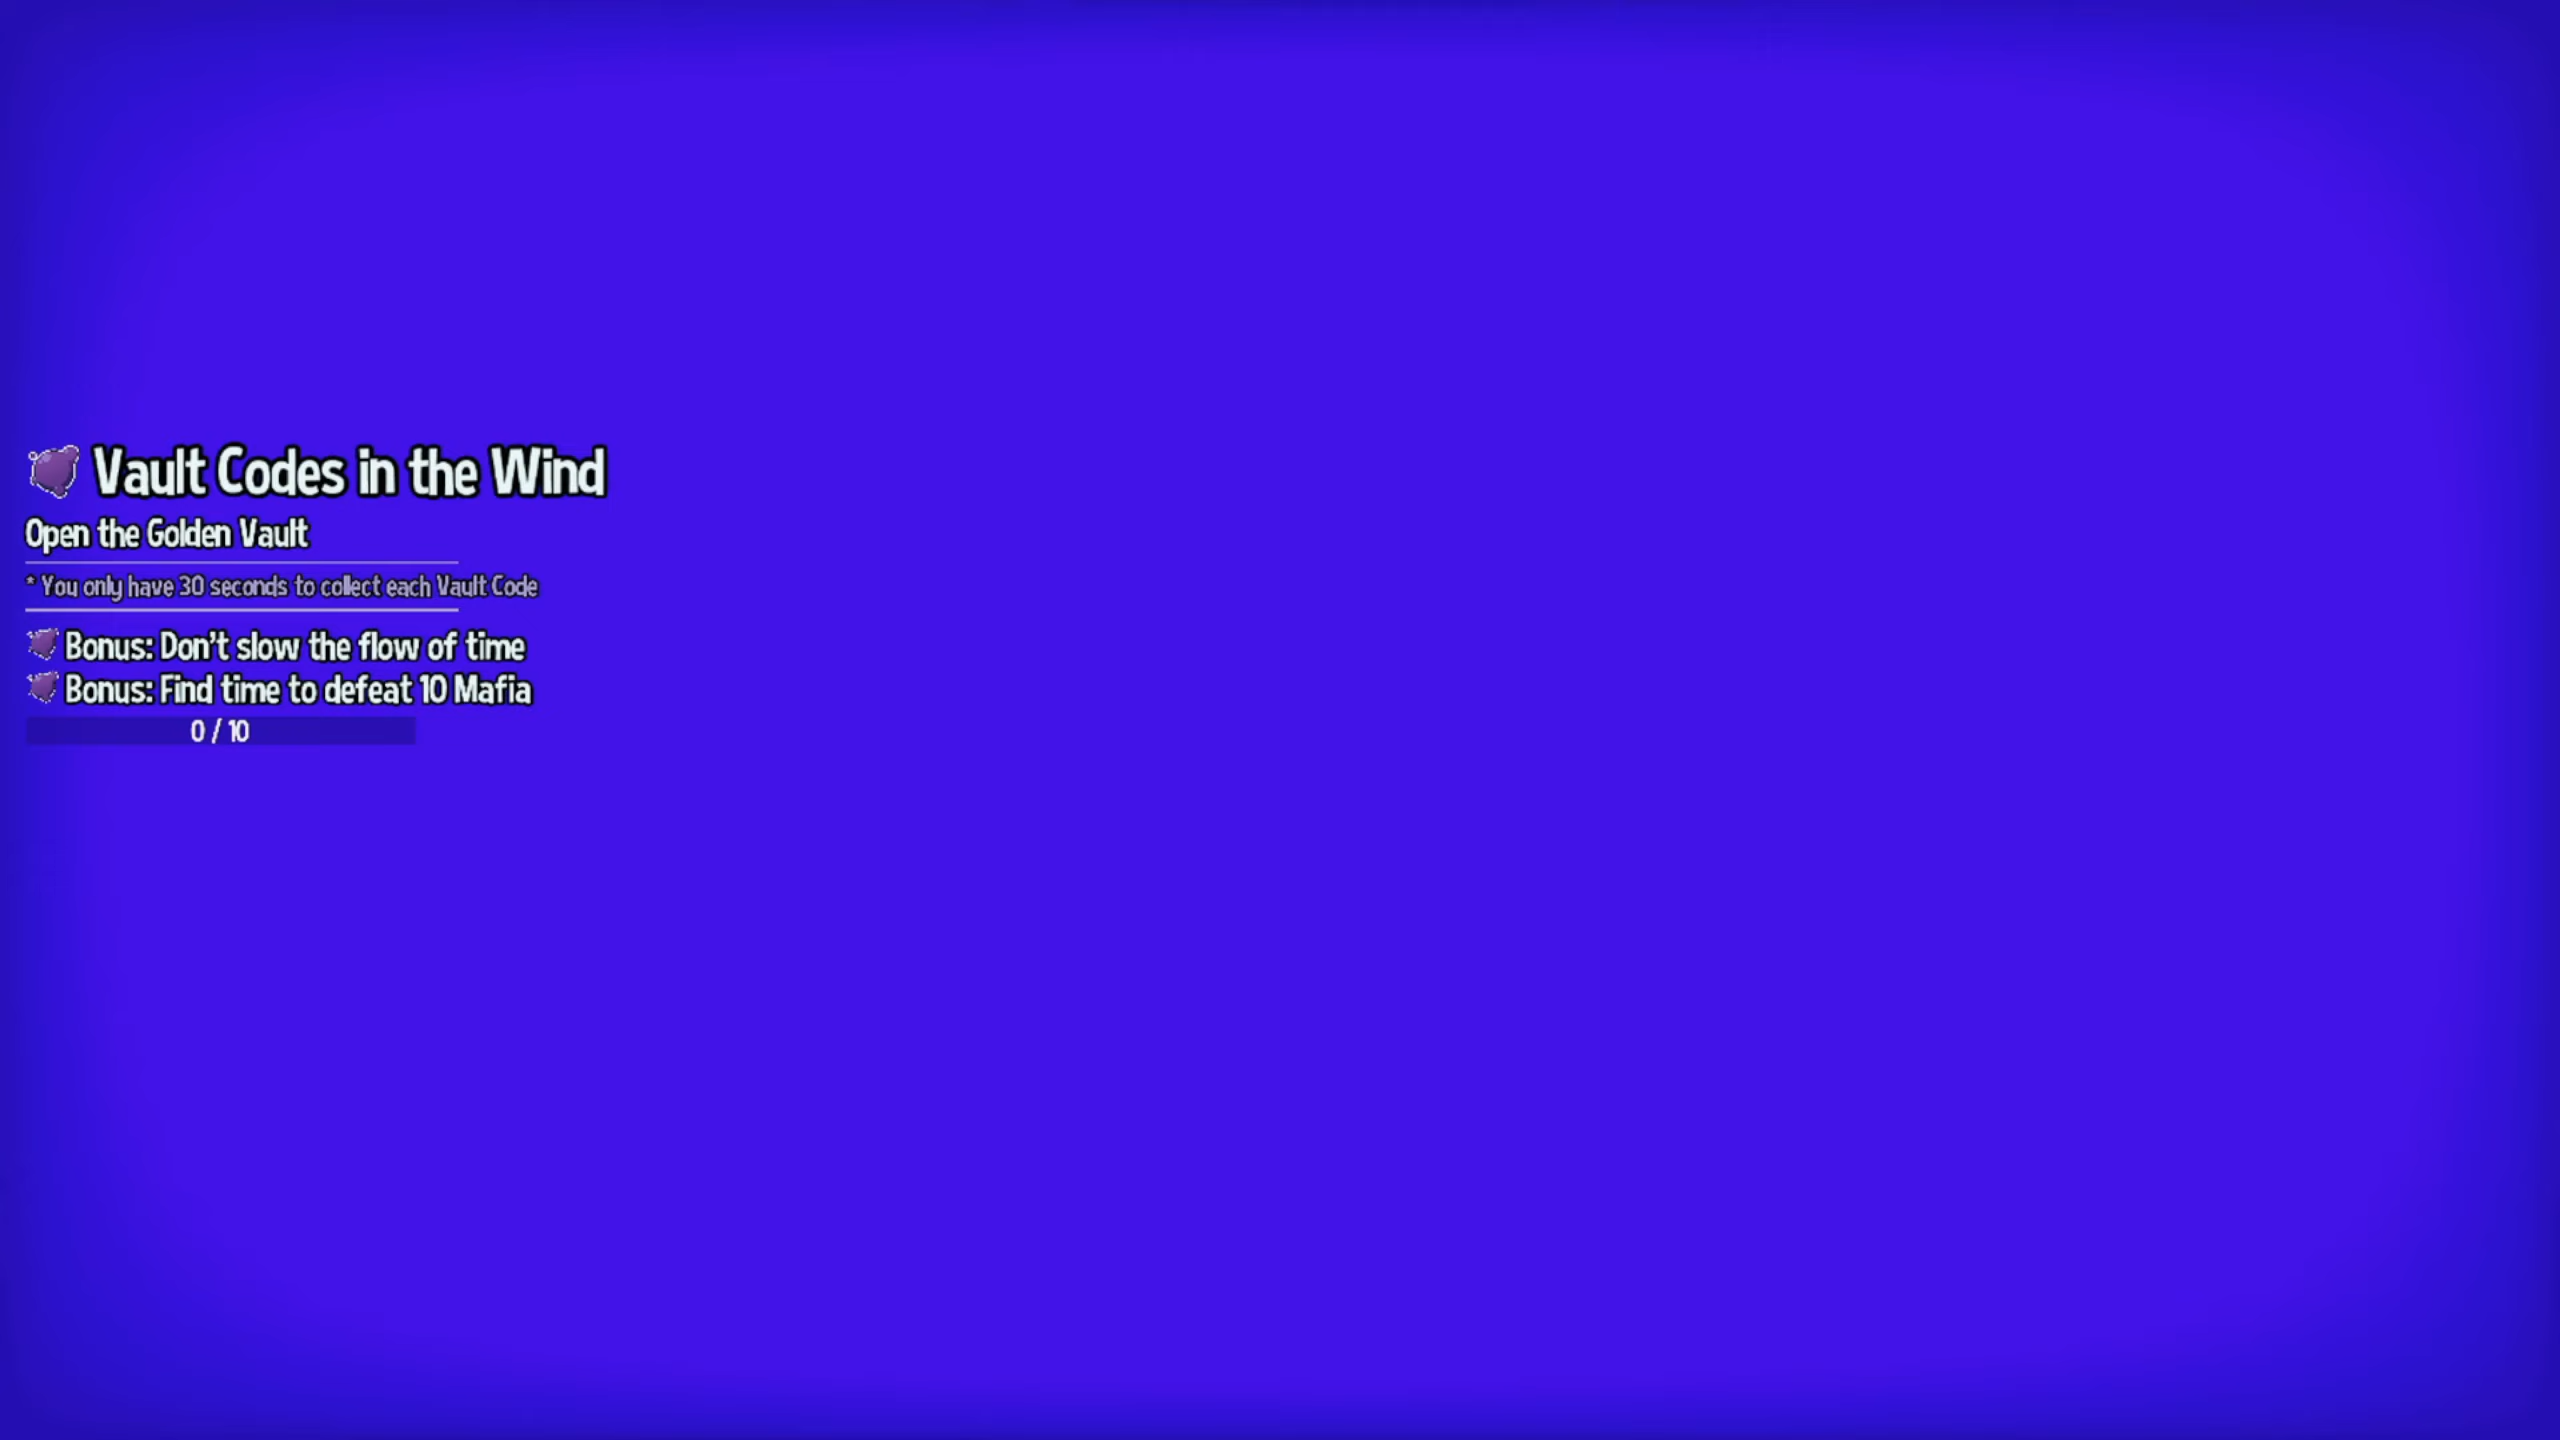 Vault Codes in the Wind
Open the Golden Vault
* You only have 30 seconds to collect each Vault Code
Bonus: Don't slow the flow of time
Bonus: Find time to defeat 10 Mafia
0 / 10